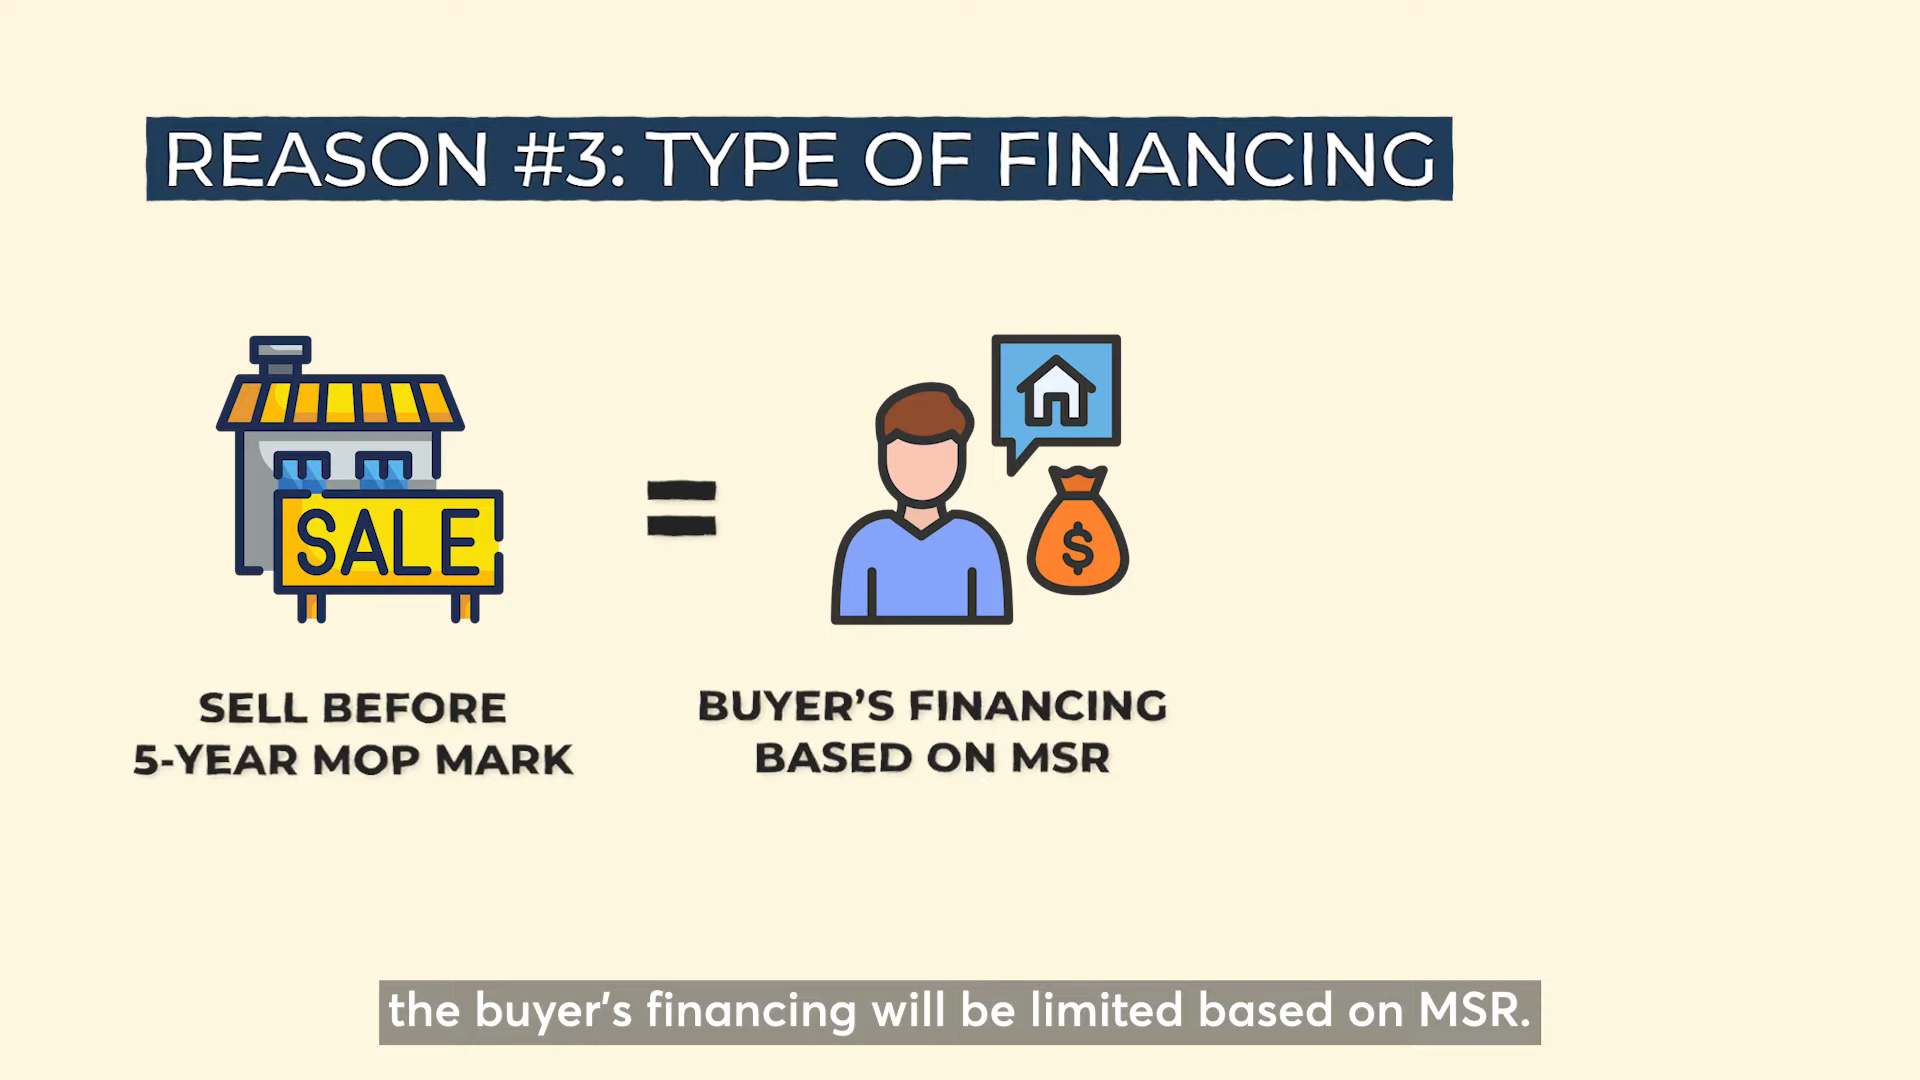 REASON #3: TYPE OF FINANCING
SALE
$
SELL BEFORE
5-YEAR MOP MARK
=
BUYER'S FINANCING
BASED ON MSR
the buyer's financing will be limited based on MSR.